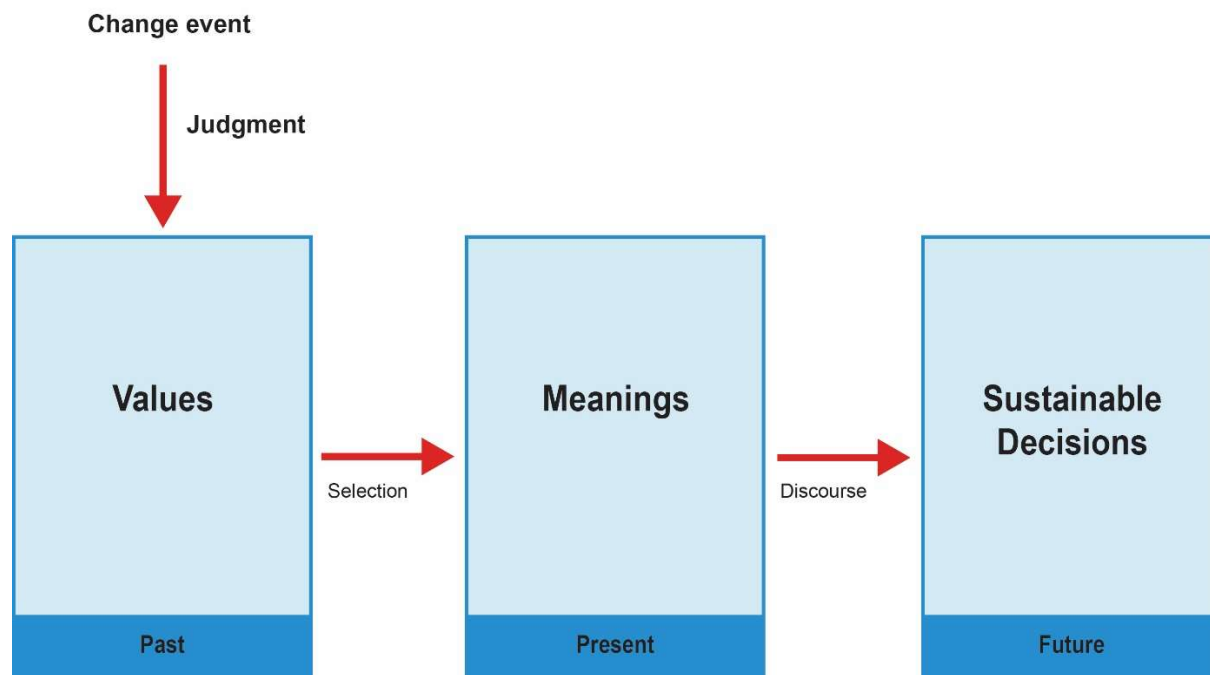 Change event
Judgment
Values
Meanings
Sustainable
Decisions
Selection
Discourse
Past
Present
Future